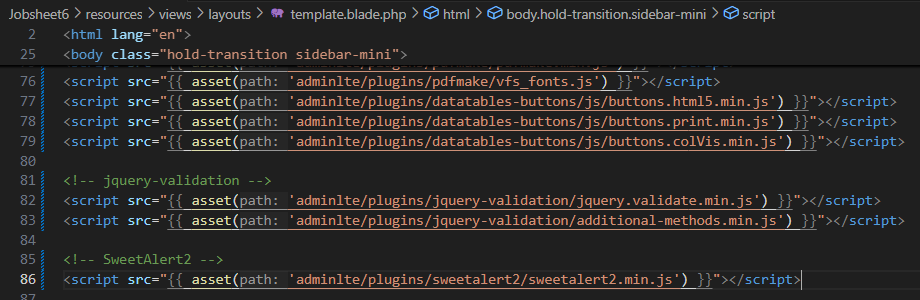 Jobsheet6 > resources > views > layouts > template.blade.php > html > body.hold-transition.sidebar-mini > script
2 <html lang="en">
25 <body class="hold-transition sidebar-mini">
76 <script src="{{ asset(path: 'adminlte/plugins/pdfmake/vfs_fonts.js') }}"></script>
77 <script src="{{ asset(path: 'adminlte/plugins/datatables-buttons/js/buttons.html5.min.js') }}"></script>
78 <script src="{{ asset(path: 'adminlte/plugins/datatables-buttons/js/buttons.print.min.js') }}"></script>
79 <script src="{{ asset(path: 'adminlte/plugins/datatables-buttons/js/buttons.colVis.min.js') }}"></script>
80
81 <!-- jquery-validation -->
82 <script src="{{ asset(path: 'adminlte/plugins/jquery-validation/jquery.validate.min.js') }}"></script>
83 <script src="{{ asset(path: 'adminlte/plugins/jquery-validation/additional-methods.min.js') }}"></script>
84
85 <!-- SweetAlert2 -->
86 <script src="{{ asset(path: 'adminlte/plugins/sweetalert2/sweetalert2.min.js') }}"></script>
87